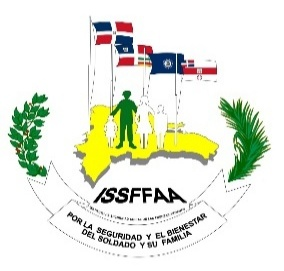 ISSFFAA
POR LA SEGURIDAD Y EL BIENESTAR
DEL SOLDADO Y SU FAMILIA